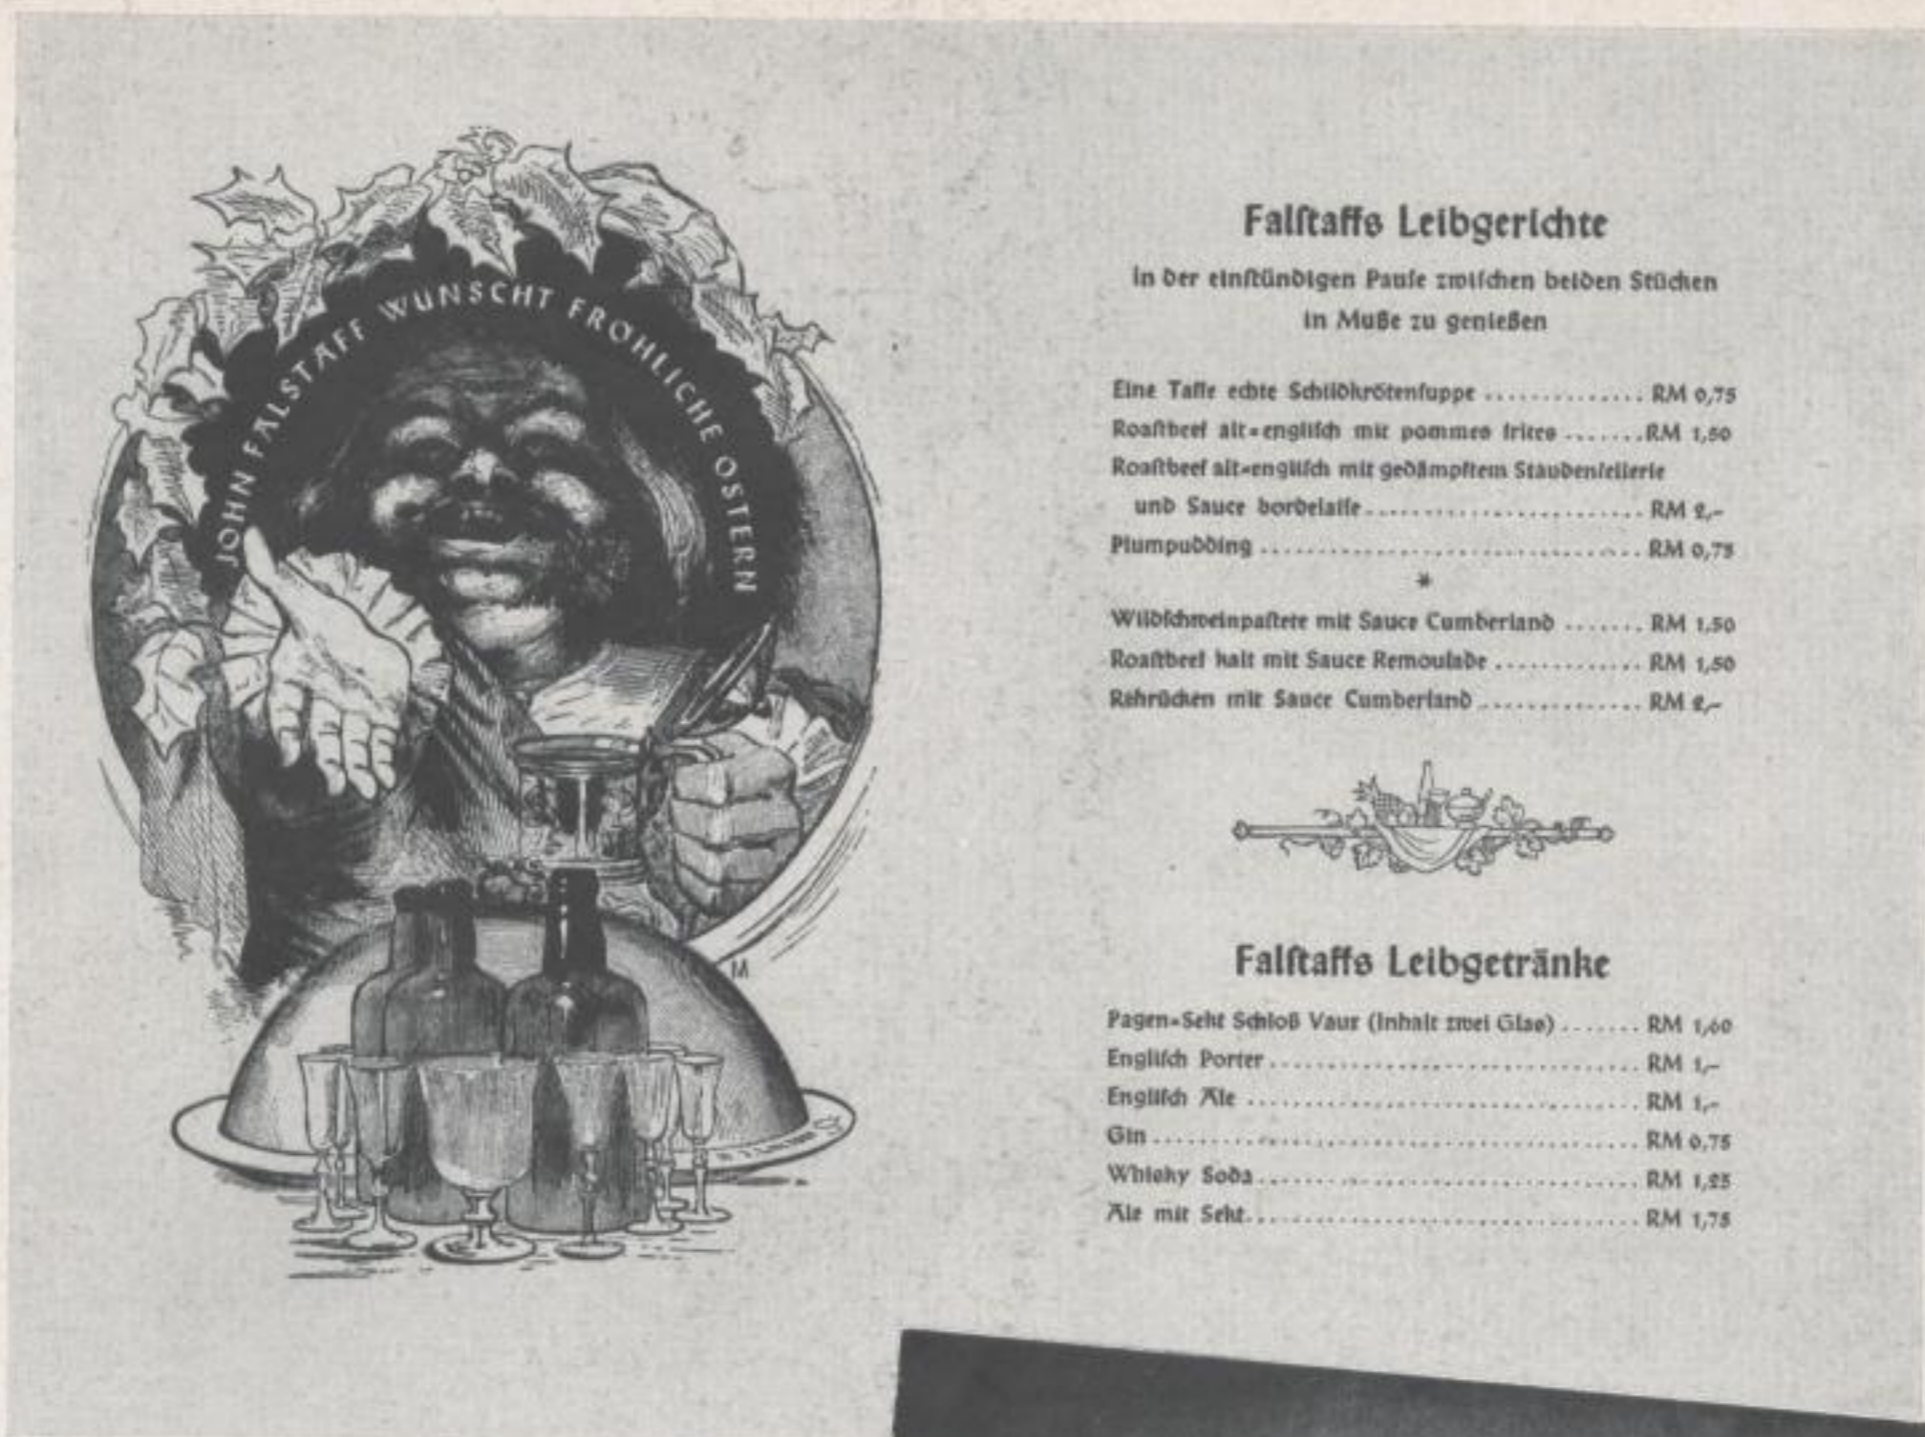 JOHN FALSTAFF WÜNSCHT FRÖHLICHE OSTERN
M
Falstaffs Leibgerichte
in der einstündigen Pause zwischen beiden Stücken
in Muße zu genießen
Eine Tasse echte Schildkrötensuppe .............. RM 0,75
Roastbeef alt=englisch mit pommes frites .......RM 1,50
Roastbeef alt=englisch mit gedämpftem Staudensellerie
und Sauce bordelaise........................ RM 2,–
Plumpudding .................................. RM 0,75
*
Wildschweinpastete mit Sauce Cumberland ....... RM 1,50
Roastbeef kalt mit Sauce Remoulade ............. RM 1,50
Rehrücken mit Sauce Cumberland .............. RM 2,–
Falstaffs Leibgetränke
Pagen=Sekt Schloß Vaux (Inhalt zwei Glas) ....... RM 1,60
Englisch Porter................................. RM 1,–
Englisch Ale ................................... RM 1,–
Gin........................................... RM 0,75
Whisky Soda.................................. RM 1,25
Ale mit Sekt................................... RM 1,75